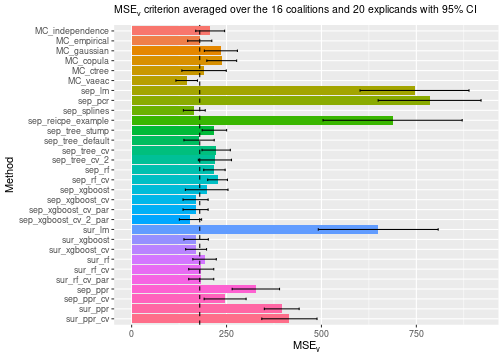 MSEv criterion averaged over the 16 coalitions and 20 explicands with 95% CI
Method
MC_independence
MC_empirical
MC_gaussian
MC_copula
MC_ctree
MC_vaeac
sep_lm
sep_pcr
sep_splines
sep_reicpe_example
sep_tree_stump
sep_tree_default
sep_tree_cv
sep_tree_cv_2
sep_rf
sep_rf_cv
sep_xgboost
sep_xgboost_cv
sep_xgboost_cv_par
sep_xgboost_cv_2_par
sur_lm
sur_xgboost
sur_xgboost_cv
sur_rf
sur_rf_cv
sur_rf_cv_par
sep_ppr
sep_ppr_cv
sur_ppr
sur_ppr_cv
0 250 500 750
MSEv